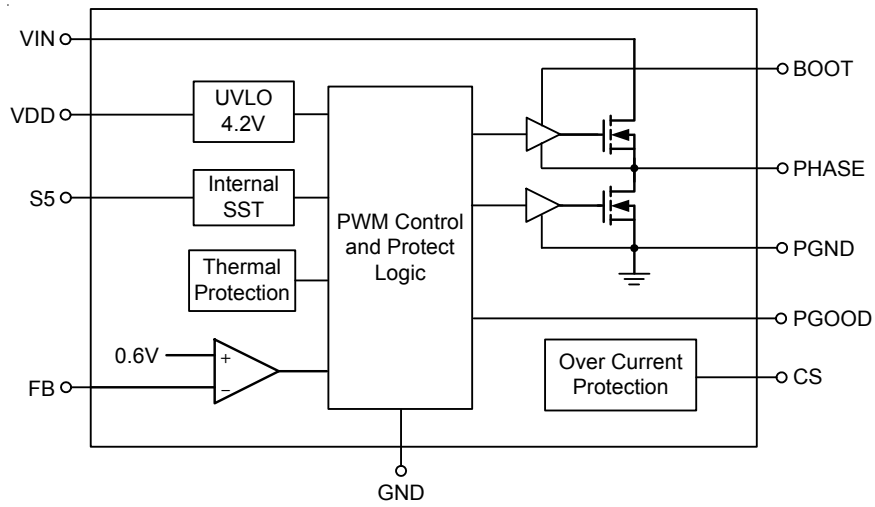 VIN
BOOT
UVLO
4.2V
VDD
PHASE
S5
Internal
SST
PWM Control
and Protect
Logic
PGND
Thermal
Protection
PGOOD
0.6V
+
−
FB
Over Current
Protection
CS
GND